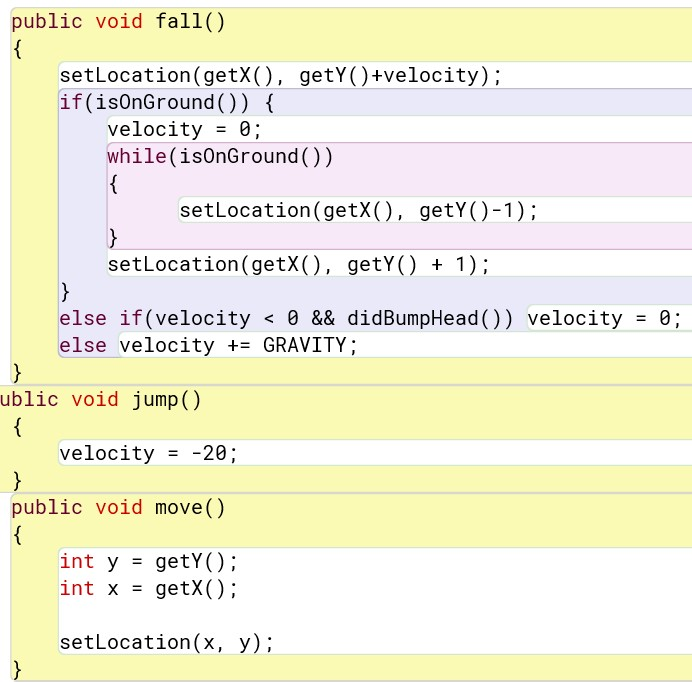 public void fall()
{
setLocation(getX(), getY()+velocity);
if(isOnGround()) {
velocity = 0;
while(isOnGround())
{
setLocation(getX(), getY()-1);
}
setLocation(getX(), getY() + 1);
}
else if(velocity < 0 && didBumpHead()) velocity = 0;
else velocity += GRAVITY;
}
ublic void jump()
{
velocity = -20;
}
public void move()
{
int y = getY();
int x = getX();
setLocation(x, y);
}